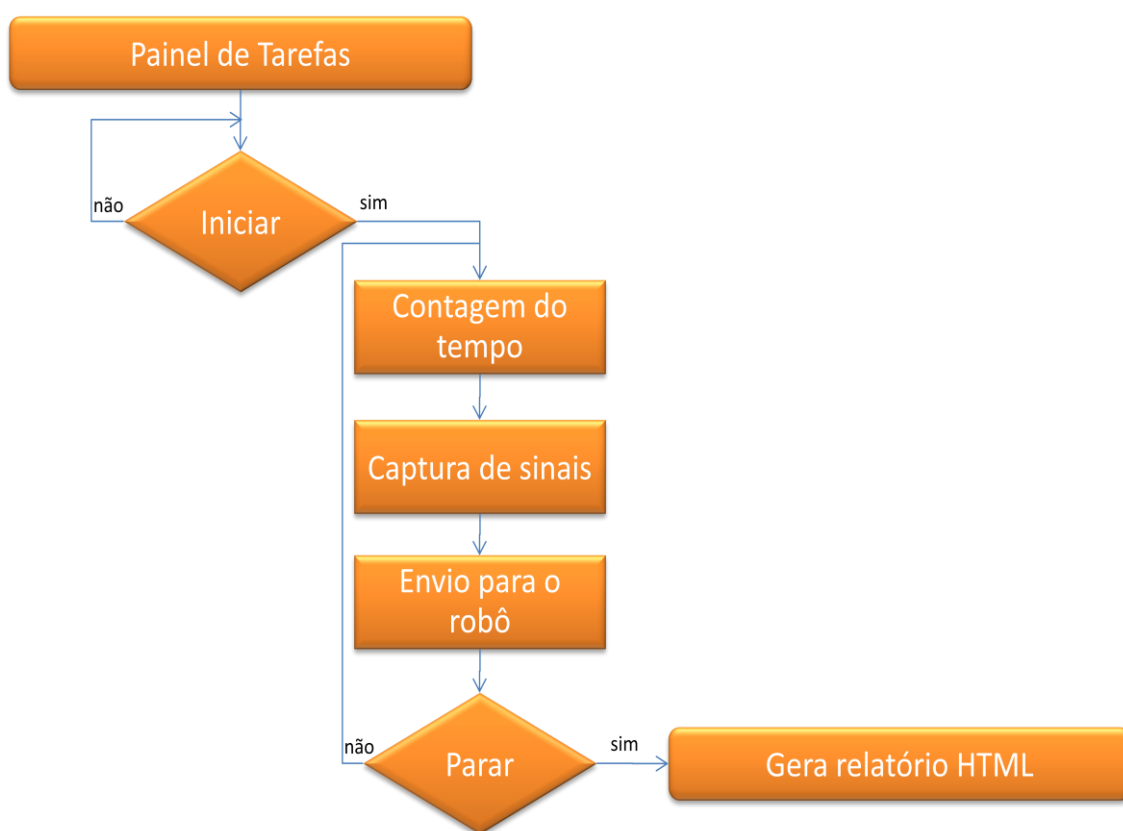 Painel de Tarefas
não
Iniciar
sim
Contagem do
tempo
Captura de sinais
Envio para o
robô
não
Parar
sim
Gera relatório HTML